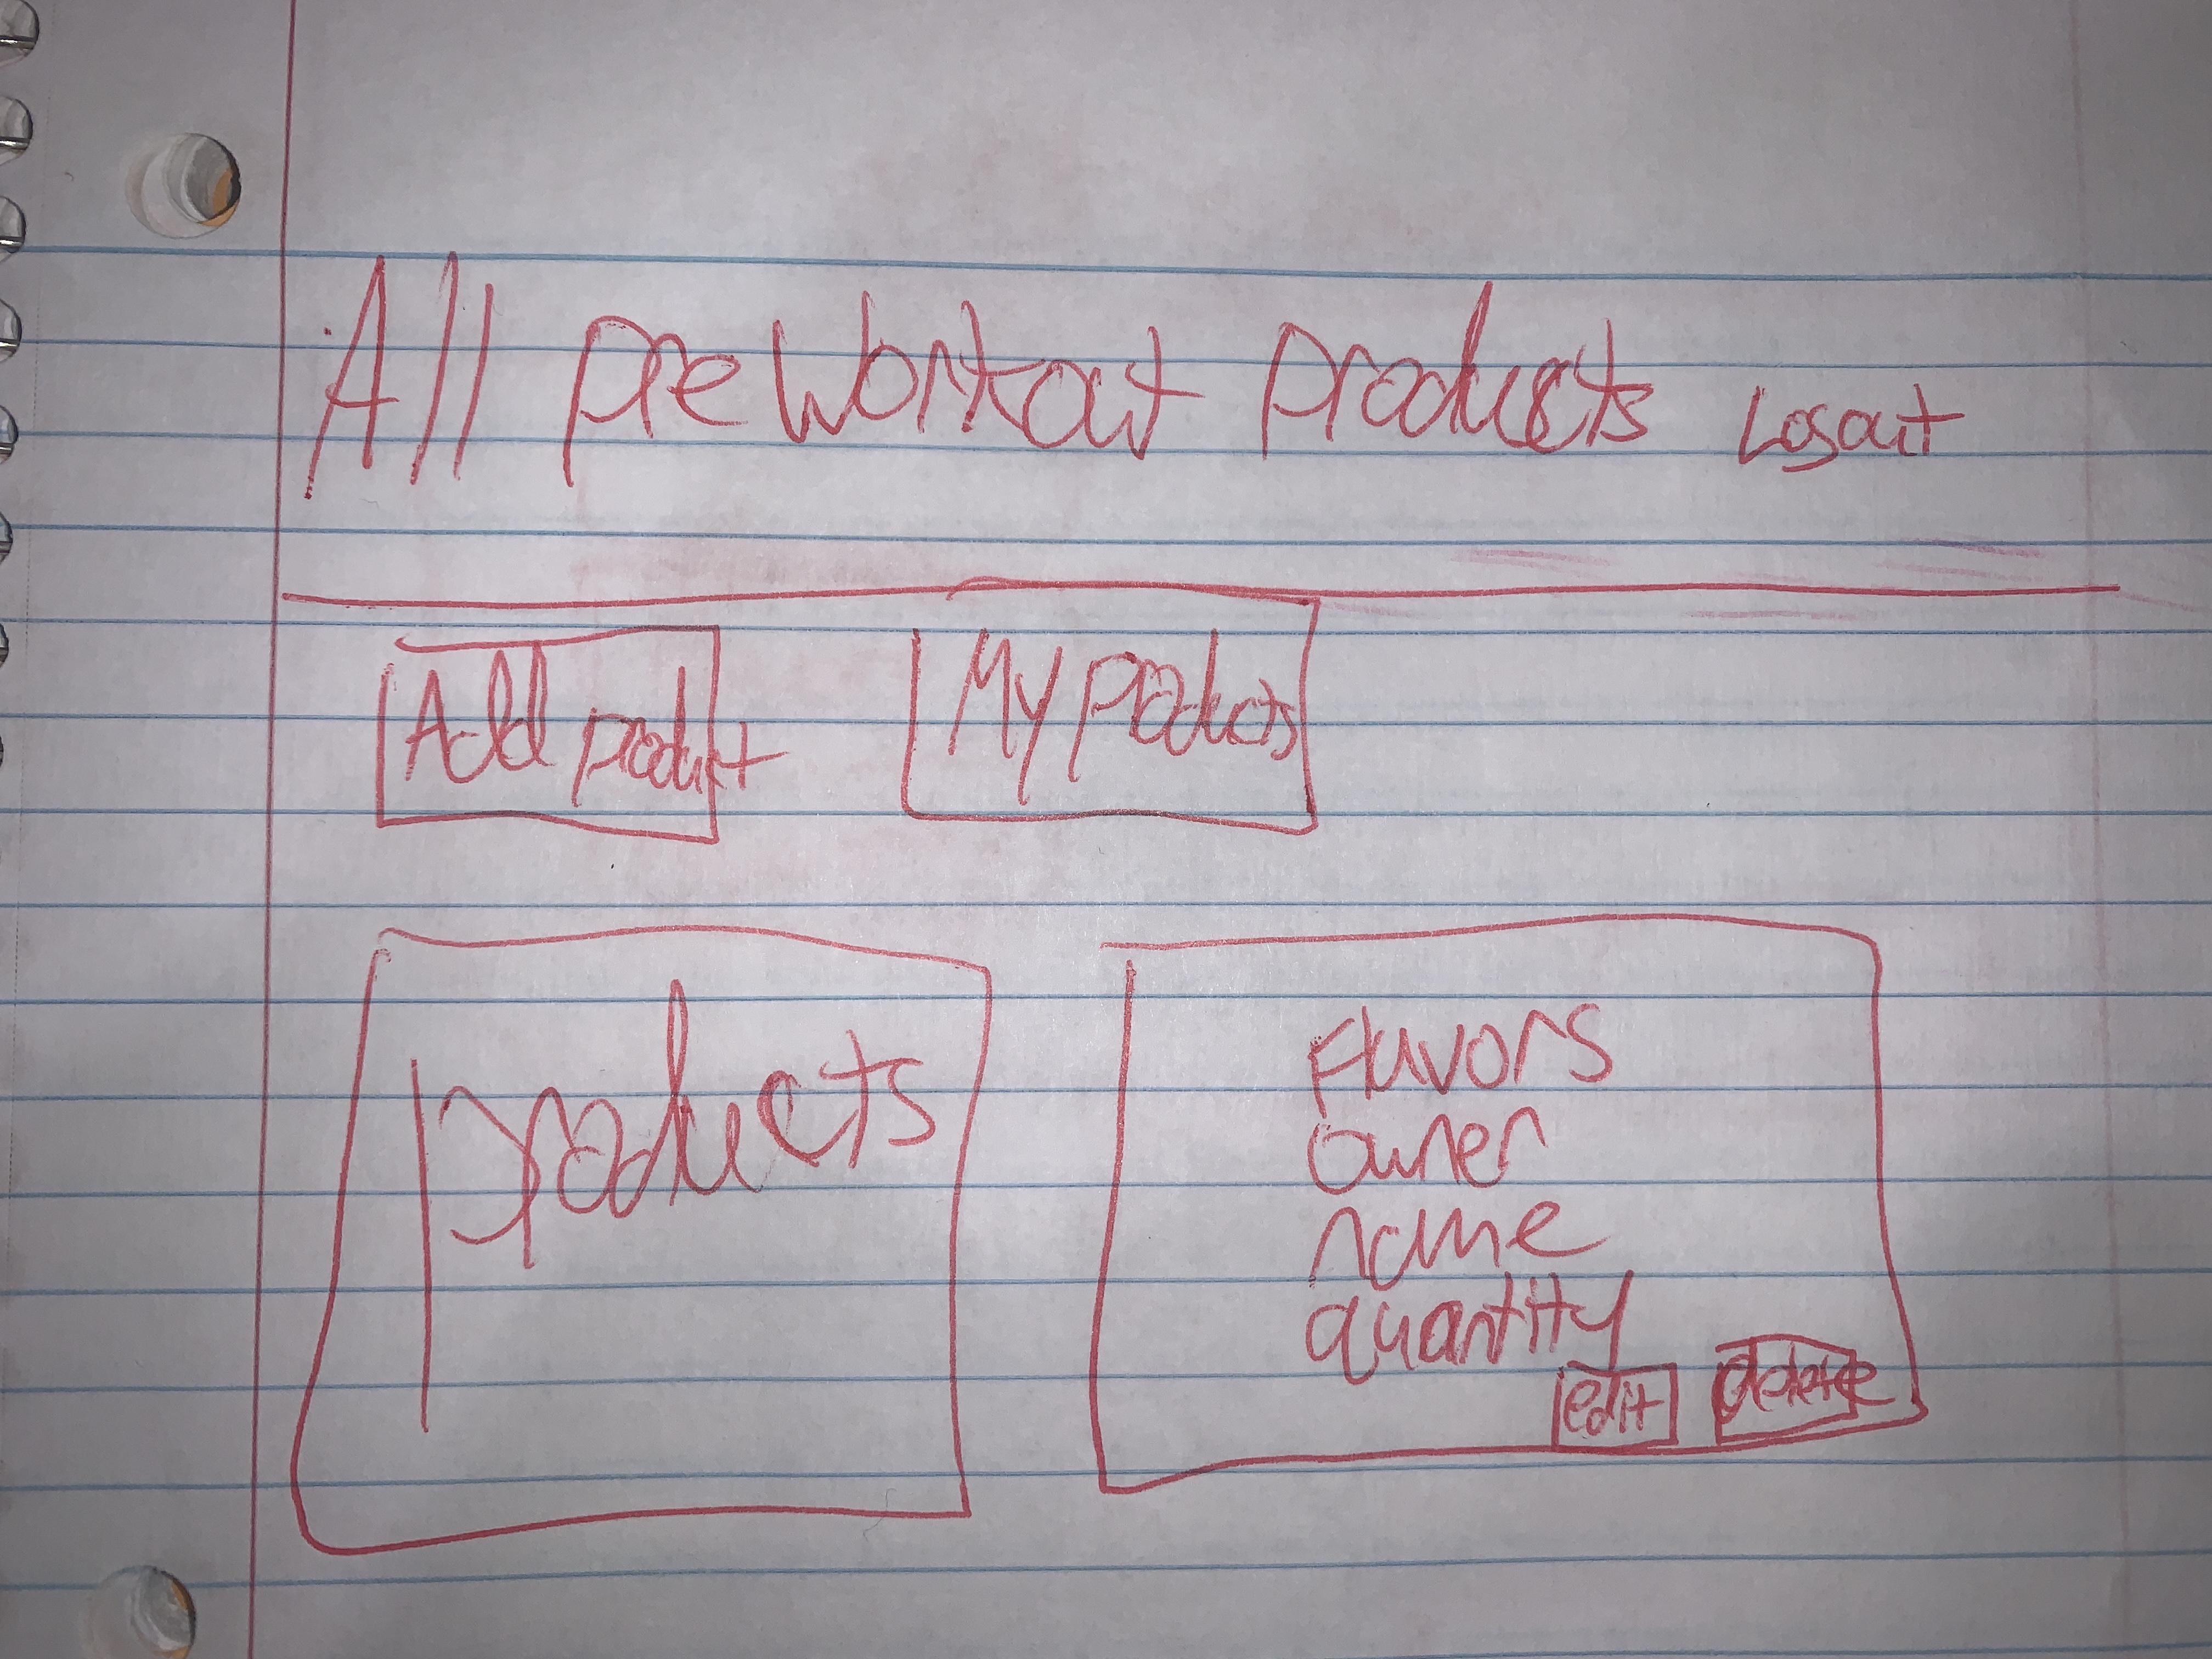 All preworkout products Logout
Add product
My products
products
Flavors
owner
name
quantity
edit
delete